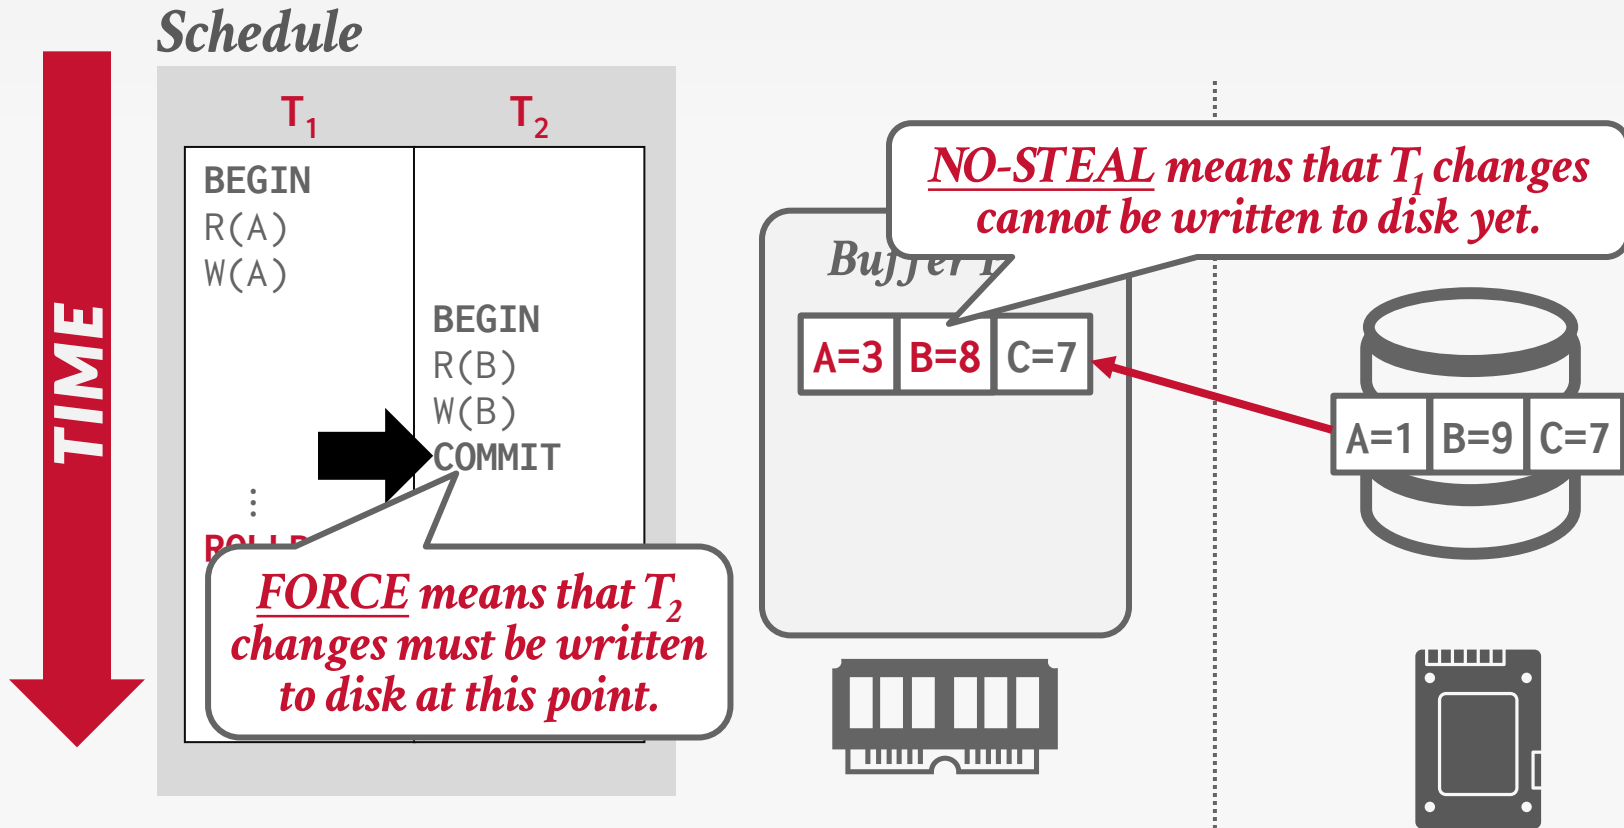 Schedule
TIME
T1
T2
BEGIN
R(A)
W(A)
BEGIN
R(B)
W(B)
COMMIT
⋮
FORCE means that T2
changes must be written
to disk at this point.
NO-STEAL means that T1 changes
cannot be written to disk yet.
Buffer
A=3 B=8 C=7
A=1 B=9 C=7